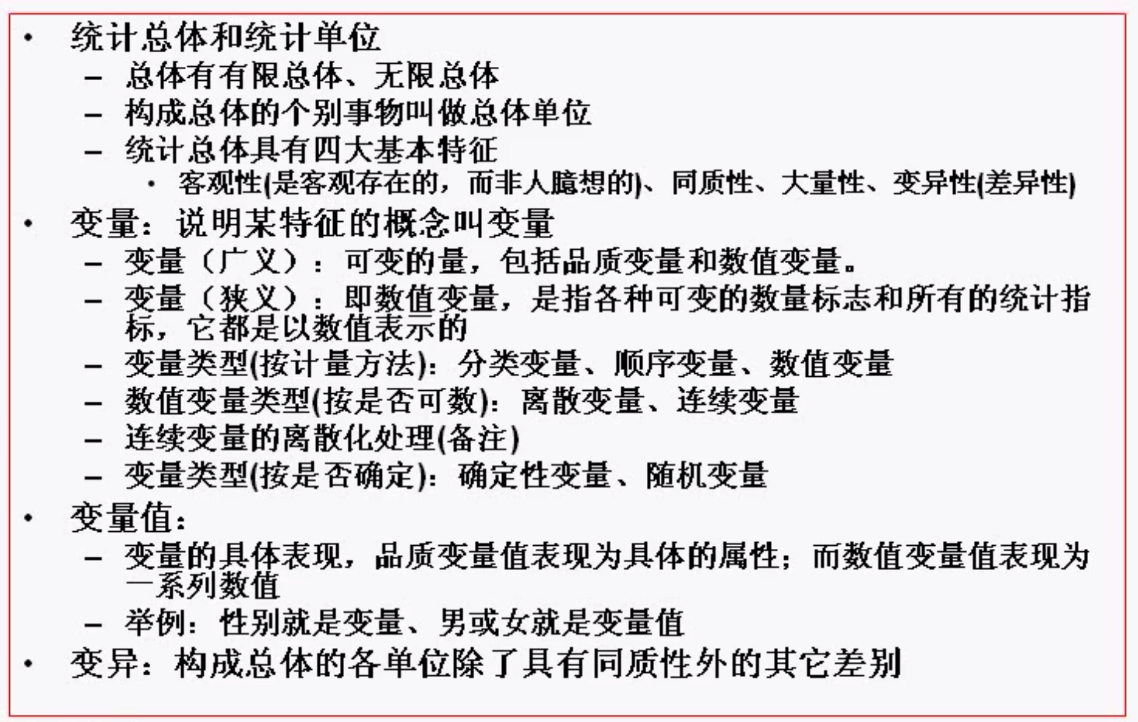 • 统计总体和统计单位
– 总体有有限总体、无限总体
– 构成总体的个别事物叫做总体单位
– 统计总体具有四大基本特征
• 客观性(是客观存在的，而非人臆想的)、同质性、大量性、变异性(差异性)
• 变量：说明某特征的概念叫变量
– 变量（广义）：可变的量，包括品质变量和数值变量。
– 变量（狭义）：即数值变量，是指各种可变的数量标志和所有的统计指
标，它都是以数值表示的
– 变量类型(按计量方法)：分类变量、顺序变量、数值变量
– 数值变量类型(按是否可数)：离散变量、连续变量
– 连续变量的离散化处理(备注)
– 变量类型(按是否确定)：确定性变量、随机变量
• 变量值：
– 变量的具体表现，品质变量值表现为具体的属性；而数值变量值表现为
一系列数值
– 举例：性别就是变量、男或女就是变量值
• 变异：构成总体的各单位除了具有同质性外的其它差别